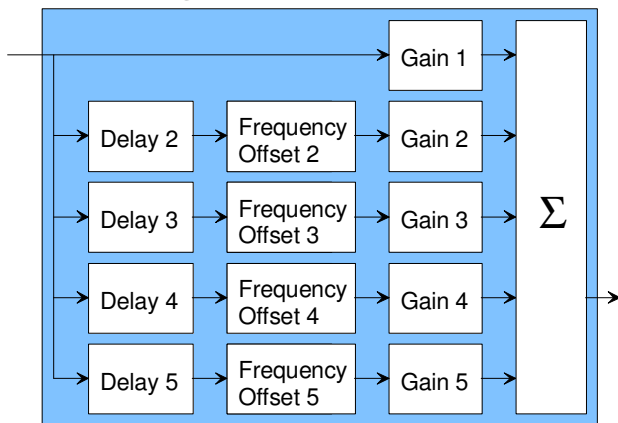 Gain 1
Delay 2
Frequency
Offset 2
Gain 2
Delay 3
Frequency
Offset 3
Gain 3
Σ
Delay 4
Frequency
Offset 4
Gain 4
Delay 5
Frequency
Offset 5
Gain 5